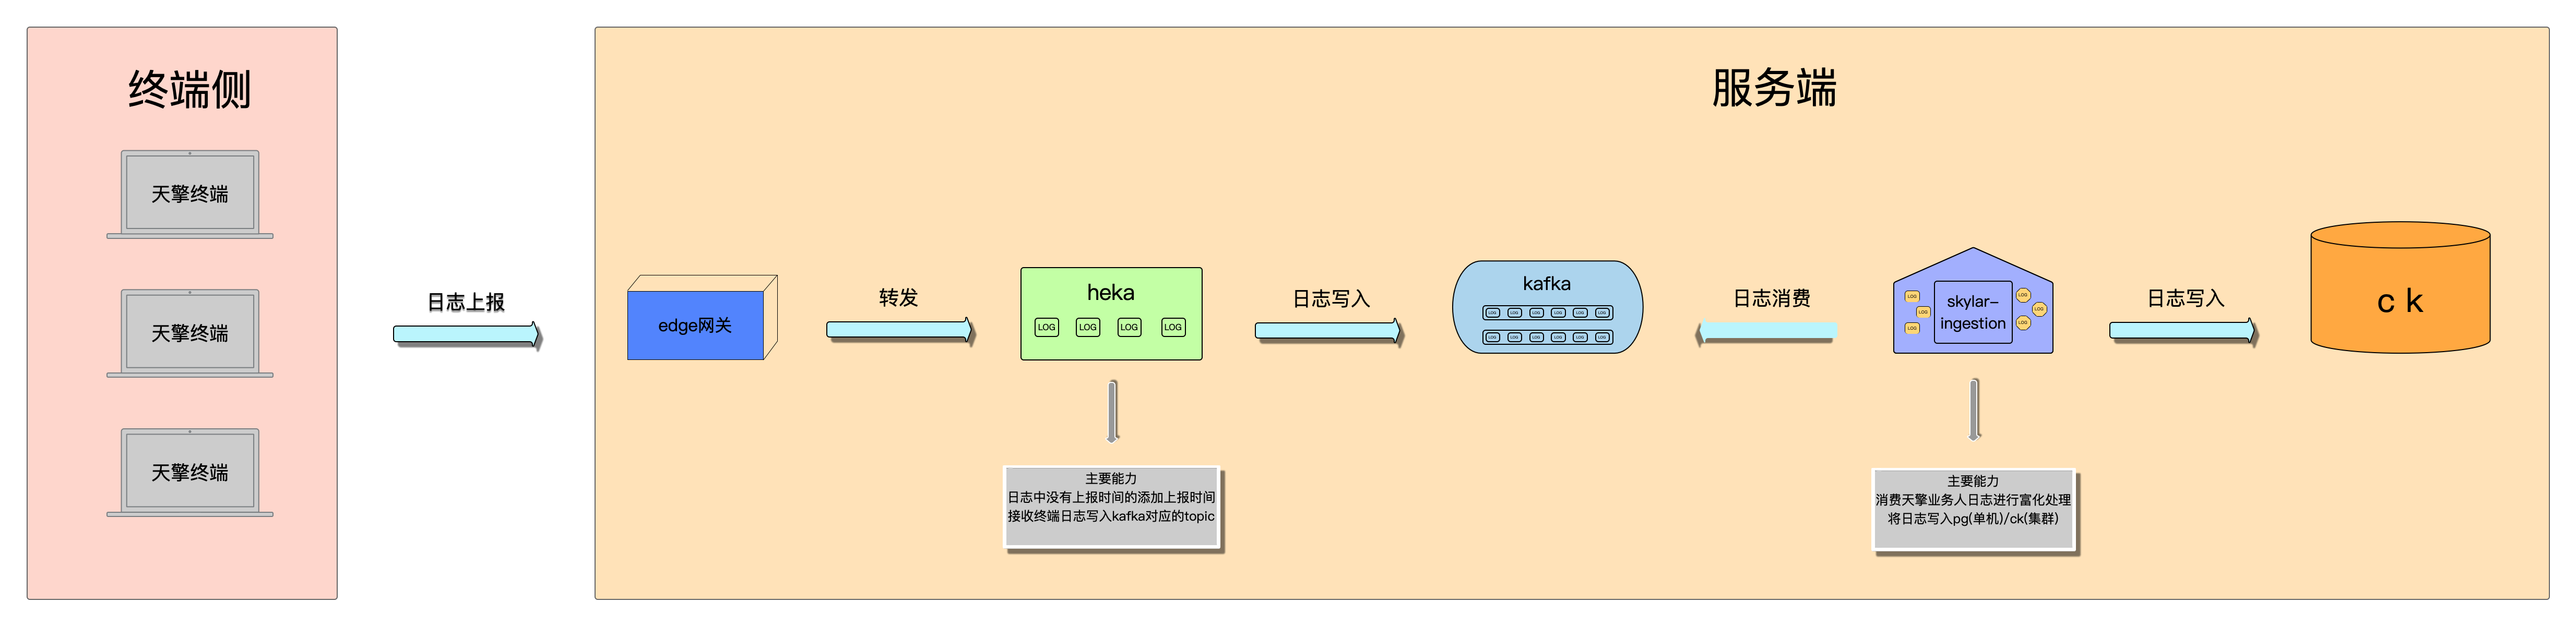 终端侧
天擎终端
天擎终端
天擎终端
日志上报
服务端
edge网关
转发
heka
LOG LOG LOG LOG
日志写入
kafka
LOG LOG LOG LOG LOG LOG
LOG LOG LOG LOG LOG LOG
日志消费
skylar-
ingestion
LOG
LOG
LOG
LOG
LOG
LOG
日志写入
c k
主要能力
日志中没有上报时间的添加上报时间
接收终端日志写入kafka对应的topic
主要能力
消费天擎业务人日志进行富化处理
将日志写入pg(单机)/ck(集群)